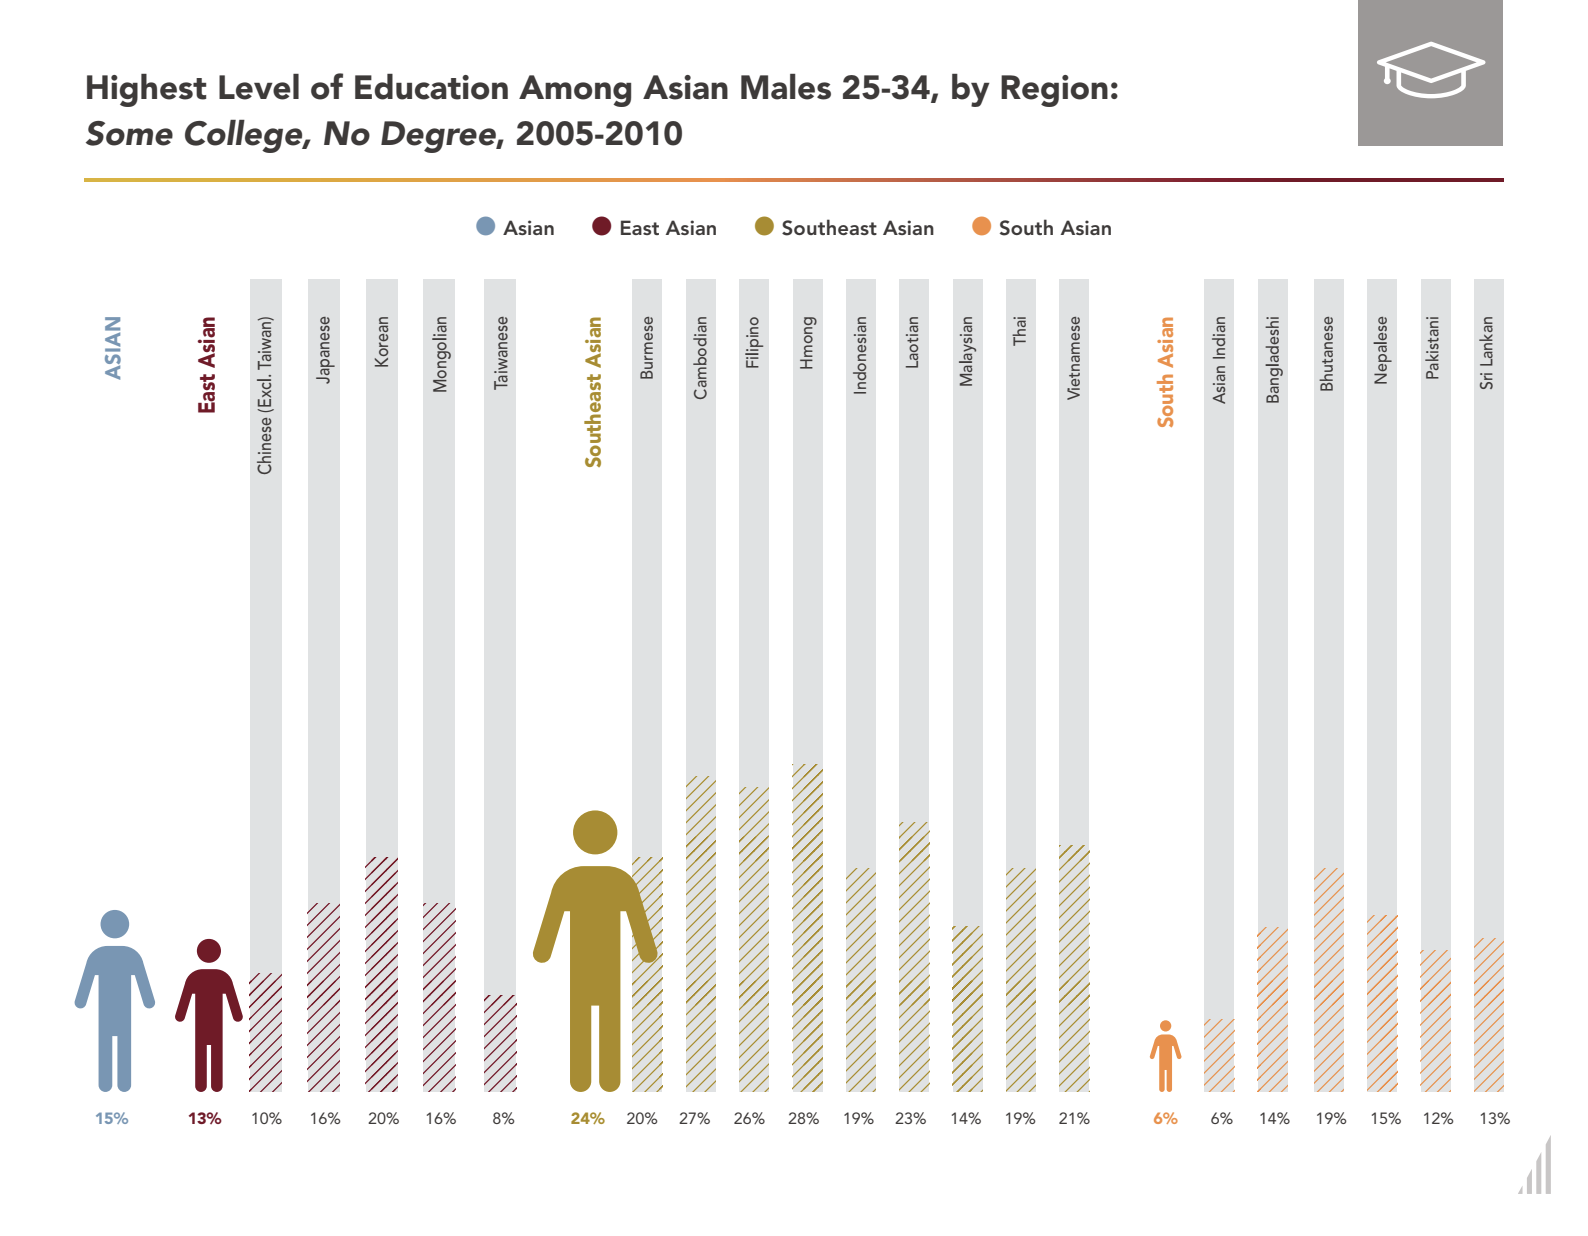 Highest Level of Education Among Asian Males 25-34, by Region:
Some College, No Degree, 2005-2010
Asian
East Asian
Southeast Asian
South Asian
ASIAN
East Asian
Chinese (Excl. Taiwan)
Japanese
Korean
Mongolian
Taiwanese
Southeast Asian
Burmese
Cambodian
Filipino
Hmong
Indonesian
Laotian
Malaysian
Thai
Vietnamese
South Asian
Asian Indian
Bangladeshi
Bhutanese
Nepalese
Pakistani
Sri Lankan
15%
13%
10%
16%
20%
16%
8%
24%
20%
27%
26%
28%
19%
23%
14%
19%
21%
6%
6%
14%
19%
15%
12%
13%